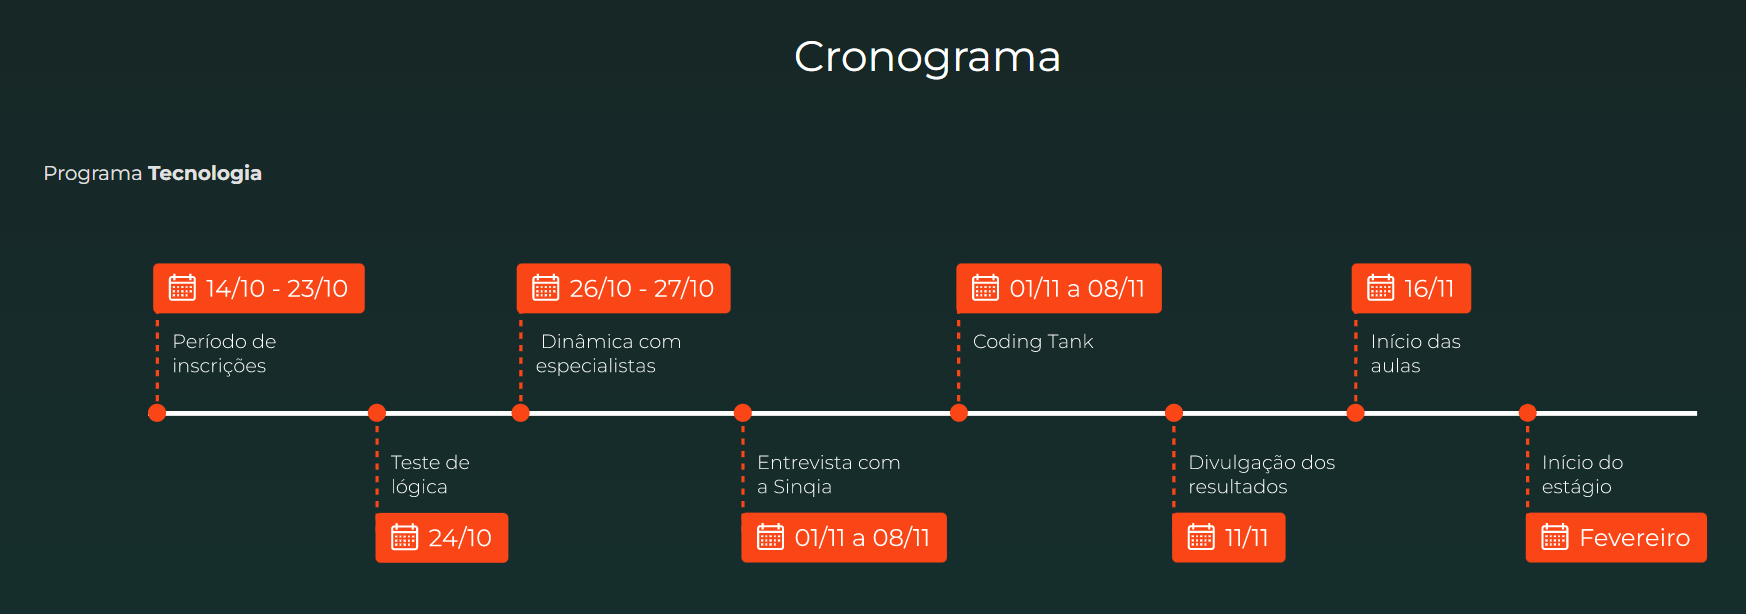 Cronograma
Programa Tecnologia
14/10 - 23/10
Período de
inscrições
Teste de
lógica
24/10
26/10 - 27/10
Dinâmica com
especialistas
Entrevista com
a Sinqia
01/11 a 08/11
01/11 a 08/11
Coding Tank
Divulgação dos
resultados
11/11
16/11
Início das
aulas
Início do
estágio
Fevereiro